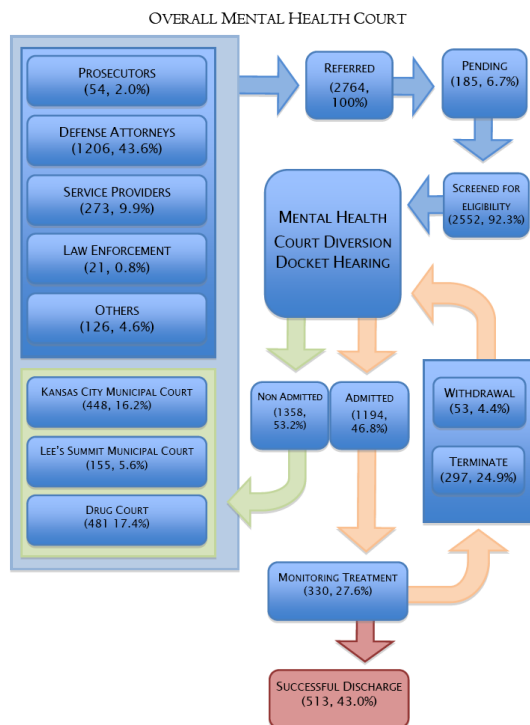 OVERALL MENTAL HEALTH COURT
PROSECUTORS
(54, 2.0%)
DEFENSE ATTORNEYS
(1206, 43.6%)
SERVICE PROVIDERS
(273, 9.9%)
LAW ENFORCEMENT
(21, 0.8%)
OTHERS
(126, 4.6%)
KANSAS CITY MUNICIPAL COURT
(448, 16.2%)
LEE'S SUMMIT MUNICIPAL COURT
(155, 5.6%)
DRUG COURT
(481 17.4%)
REFERRED
(2764,
100%)
PENDING
(185, 6.7%)
SCREENED FOR
ELIGIBILITY
(2552, 92.3%)
MENTAL HEALTH
COURT DIVERSION
DOCKET HEARING
NON ADMITTED
(1358,
53.2%)
ADMITTED
(1194,
46.8%)
WITHDRAWAL
(53, 4.4%)
TERMINATE
(297, 24.9%)
MONITORING TREATMENT
(330, 27.6%)
SUCCESSFUL DISCHARGE
(513, 43.0%)